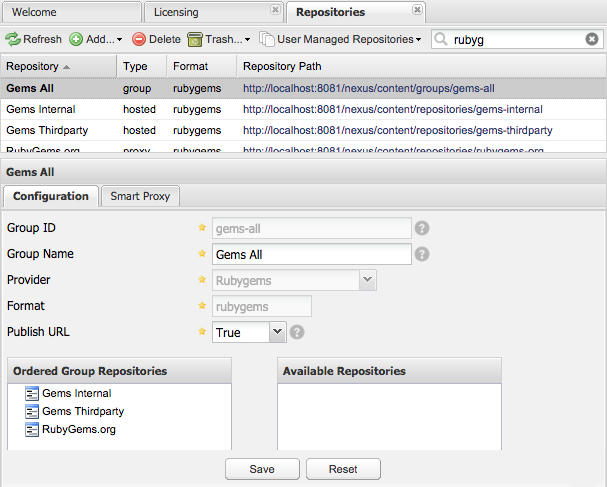 Welcome Licensing Repositories
Refresh Add... Delete Trash... User Managed Repositories rubyg
Repository Type Format Repository Path
Gems All group rubygems http://localhost:8081/nexus/content/groups/gems-all
Gems Internal hosted rubygems http://localhost:8081/nexus/content/repositories/gems-internal
Gems Thirdparty hosted rubygems http://localhost:8081/nexus/content/repositories/gems-thirdparty
RubyGems.org proxy rubygems http://localhost:8081/nexus/content/repositories/rubygems-org
Gems All
Configuration Smart Proxy
Group ID gems-all ?
Group Name Gems All ?
Provider Rubygems
Format rubygems
Publish URL True ?
Ordered Group Repositories Available Repositories
Gems Internal
Gems Thirdparty
RubyGems.org
Save Reset